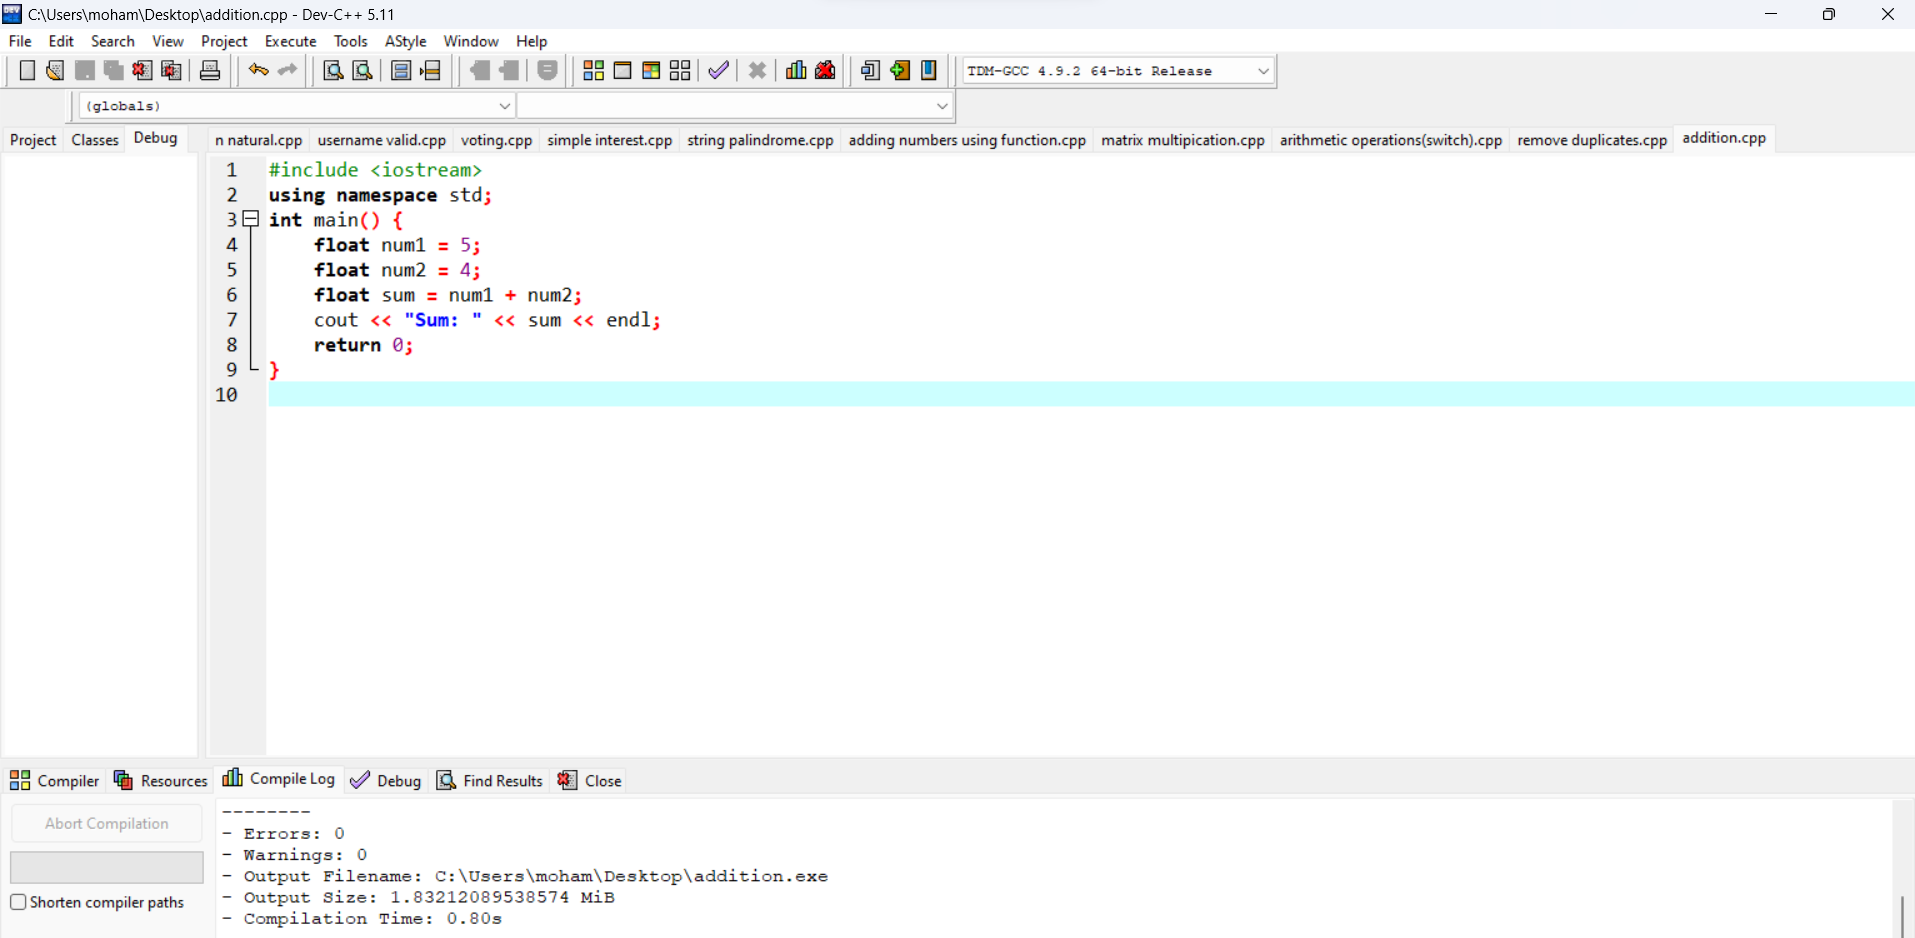 C:\Users\moham\Desktop\addition.cpp - Dev-C++ 5.11
File Edit Search View Project Execute Tools AStyle Window Help
TDM-GCC 4.9.2 64-bit Release
(globals)
Project Classes Debug n natural.cpp username valid.cpp voting.cpp simple interest.cpp string palindrome.cpp adding numbers using function.cpp matrix multipication.cpp arithmetic operations(switch).cpp remove duplicates.cpp addition.cpp
1 #include <iostream>
2 using namespace std;
3 int main() {
4 float num1 = 5;
5 float num2 = 4;
6 float sum = num1 + num2;
7 cout << "Sum: " << sum << endl;
8 return 0;
9 }
10
Compiler Resources Compile Log Debug Find Results Close
Abort Compilation
Shorten compiler paths
--------
- Errors: 0
- Warnings: 0
- Output Filename: C:\Users\moham\Desktop\addition.exe
- Output Size: 1.83212089538574 MiB
- Compilation Time: 0.80s